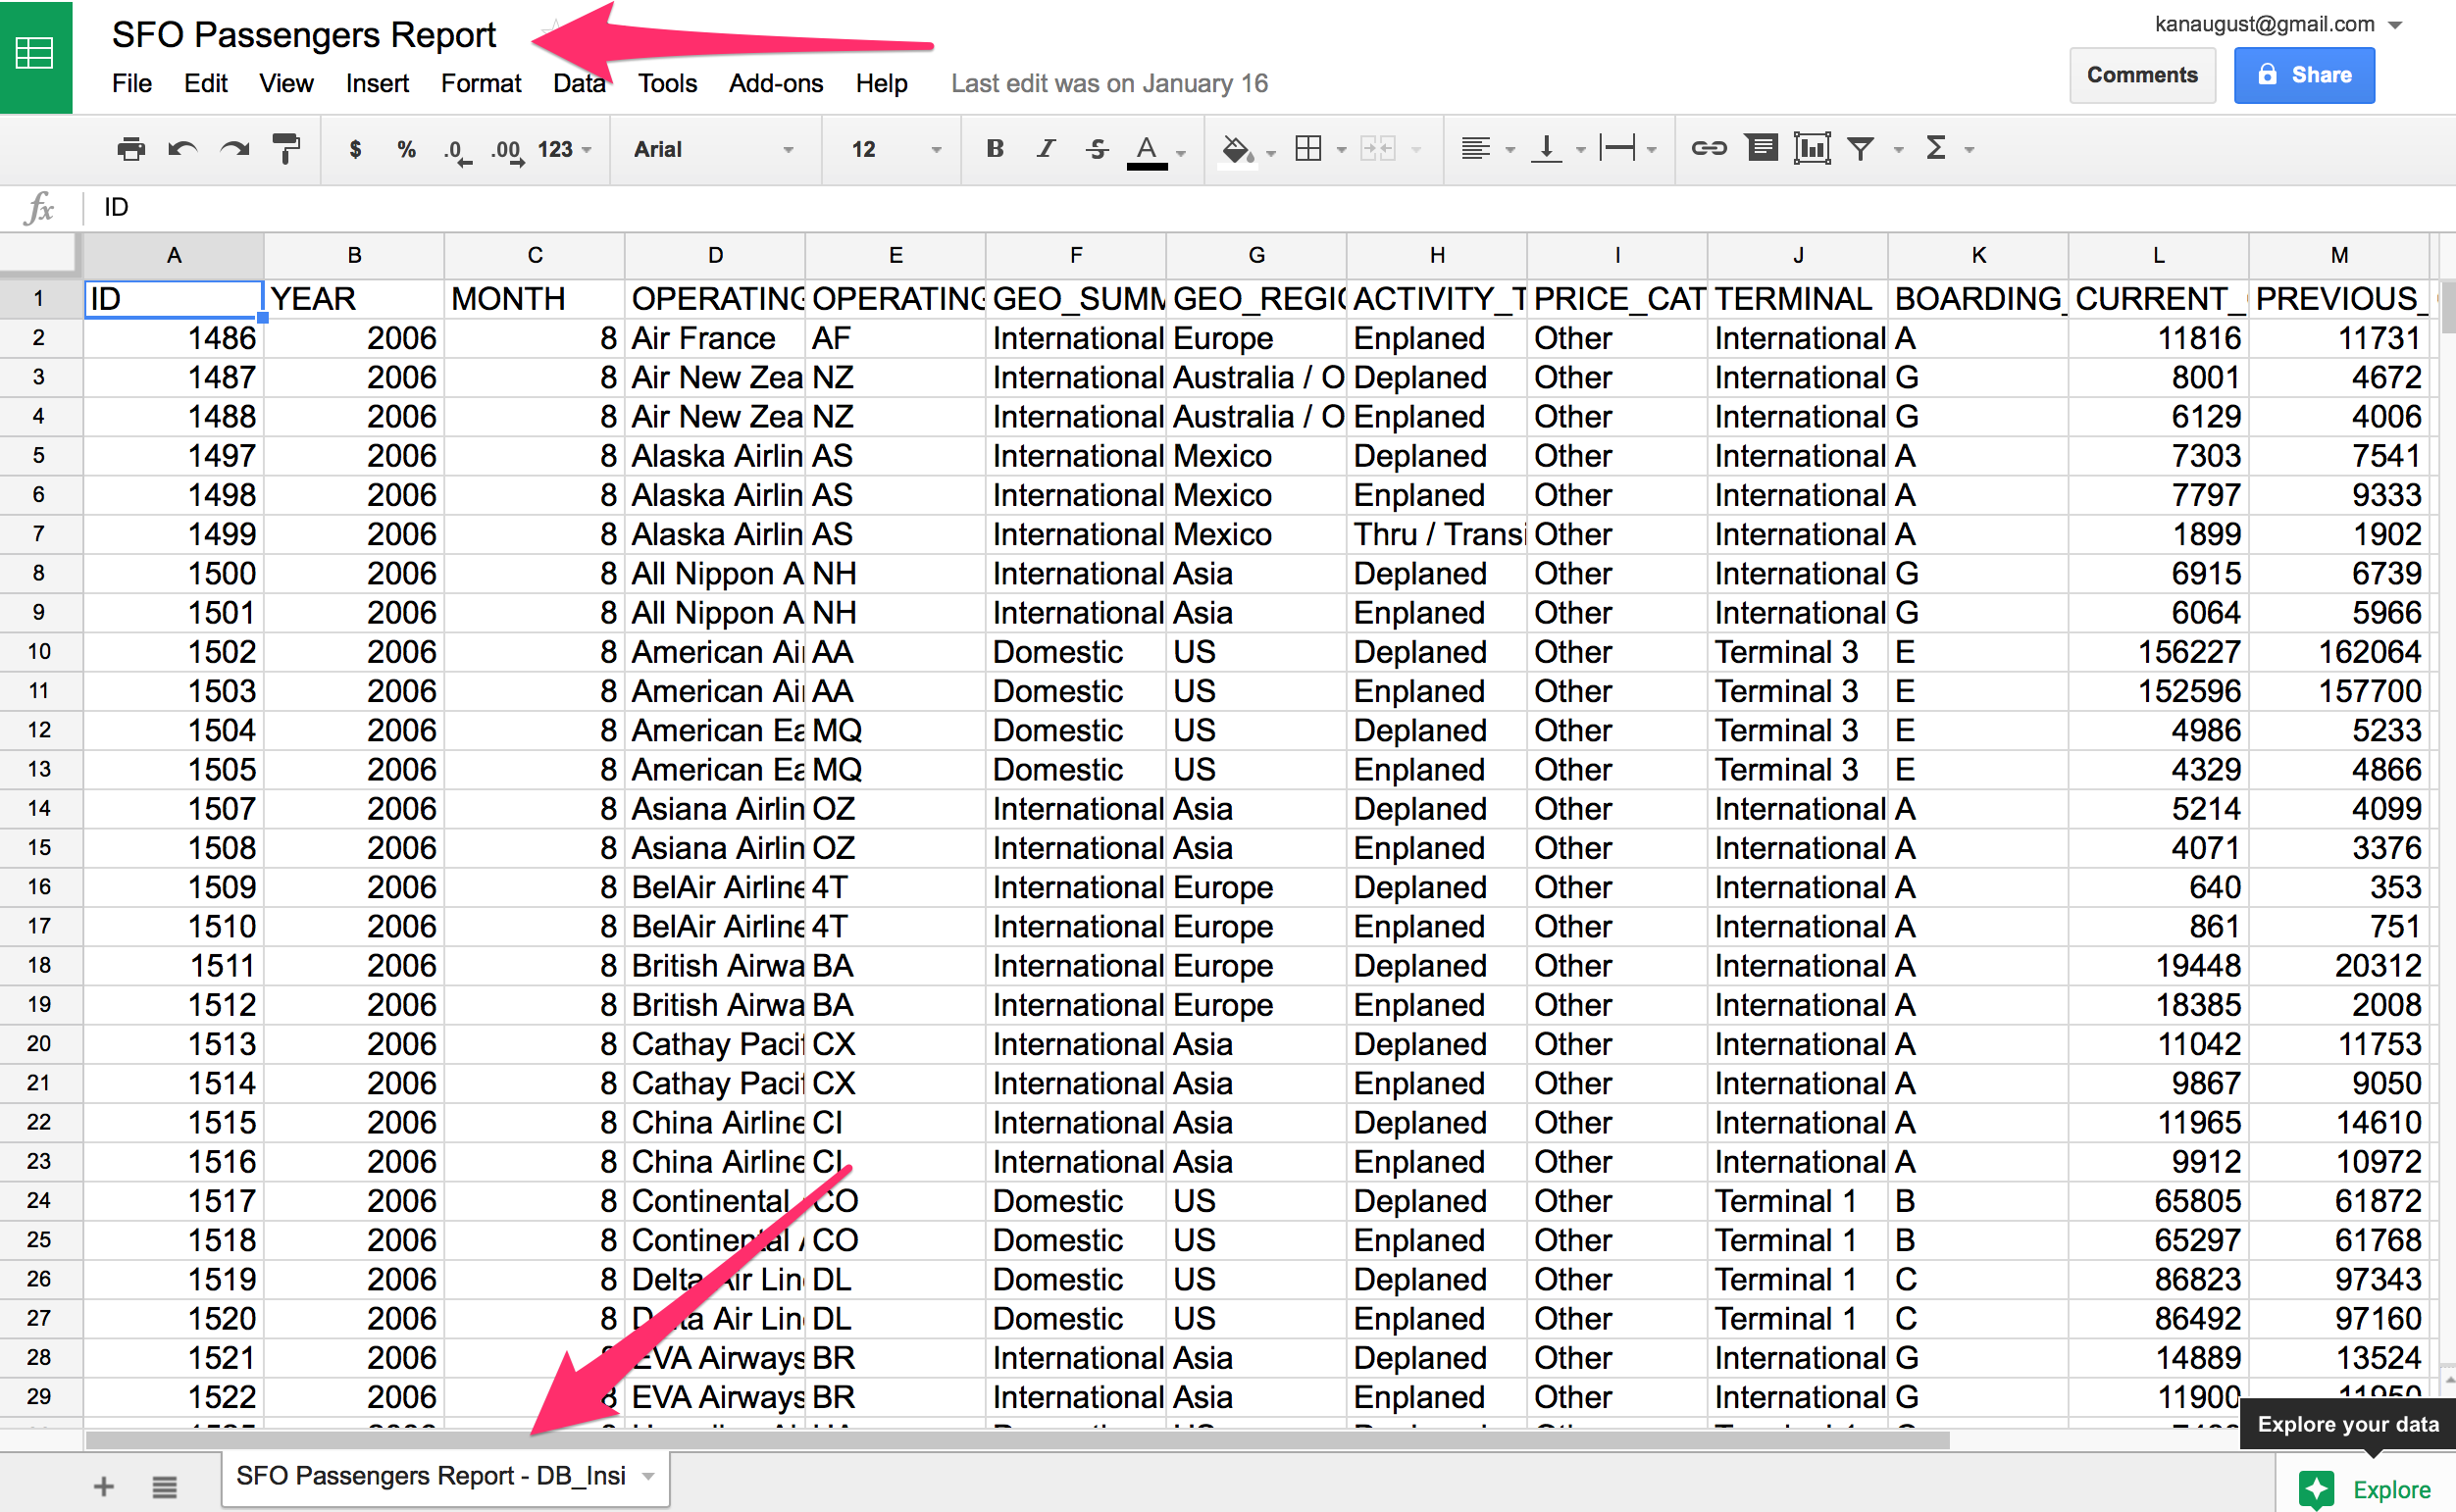 SFO Passengers Report
kanaugust@gmail.com
File Edit View Insert Format Data Tools Add-ons Help Last edit was on January 16
Comments Share
$ % .0 .00 123 Arial 12 B I S A Σ
fx ID
A B C D E F G H I J K L M
1 ID YEAR MONTH OPERATING OPERATING GEO_SUMM GEO_REGIO ACTIVITY_T PRICE_CAT TERMINAL BOARDING_ CURRENT_ PREVIOUS_
2 1486 2006 8 Air France AF International Europe Enplaned Other International A 11816 11731
3 1487 2006 8 Air New Zea NZ International Australia / O Deplaned Other International G 8001 4672
4 1488 2006 8 Air New Zea NZ International Australia / O Enplaned Other International G 6129 4006
5 1497 2006 8 Alaska Airlin AS International Mexico Deplaned Other International A 7303 7541
6 1498 2006 8 Alaska Airlin AS International Mexico Enplaned Other International A 7797 9333
7 1499 2006 8 Alaska Airlin AS International Mexico Thru / Transi Other International A 1899 1902
8 1500 2006 8 All Nippon A NH International Asia Deplaned Other International G 6915 6739
9 1501 2006 8 All Nippon A NH International Asia Enplaned Other International G 6064 5966
10 1502 2006 8 American Air AA Domestic US Deplaned Other Terminal 3 E 156227 162064
11 1503 2006 8 American Air AA Domestic US Enplaned Other Terminal 3 E 152596 157700
12 1504 2006 8 American Ea MQ Domestic US Deplaned Other Terminal 3 E 4986 5233
13 1505 2006 8 American Ea MQ Domestic US Enplaned Other Terminal 3 E 4329 4866
14 1507 2006 8 Asiana Airlin OZ International Asia Deplaned Other International A 5214 4099
15 1508 2006 8 Asiana Airlin OZ International Asia Enplaned Other International A 4071 3376
16 1509 2006 8 BelAir Airline 4T International Europe Deplaned Other International A 640 353
17 1510 2006 8 BelAir Airline 4T International Europe Enplaned Other International A 861 751
18 1511 2006 8 British Airwa BA International Europe Deplaned Other International A 19448 20312
19 1512 2006 8 British Airwa BA International Europe Enplaned Other International A 18385 2008
20 1513 2006 8 Cathay Pacif CX International Asia Deplaned Other International A 11042 11753
21 1514 2006 8 Cathay Pacif CX International Asia Enplaned Other International A 9867 9050
22 1515 2006 8 China Airline CI International Asia Deplaned Other International A 11965 14610
23 1516 2006 8 China Airline CI International Asia Enplaned Other International A 9912 10972
24 1517 2006 8 Continental CO Domestic US Deplaned Other Terminal 1 B 65805 61872
25 1518 2006 8 Continental A CO Domestic US Enplaned Other Terminal 1 B 65297 61768
26 1519 2006 8 Delta Air Lin DL Domestic US Deplaned Other Terminal 1 C 86823 97343
27 1520 2006 8 Delta Air Lin DL Domestic US Enplaned Other Terminal 1 C 86492 97160
28 1521 2006 8 EVA Airways BR International Asia Deplaned Other International G 14889 13524
29 1522 2006 8 EVA Airways BR International Asia Enplaned Other International G 11900 11950
Explore your data
SFO Passengers Report - DB_Insi
Explore